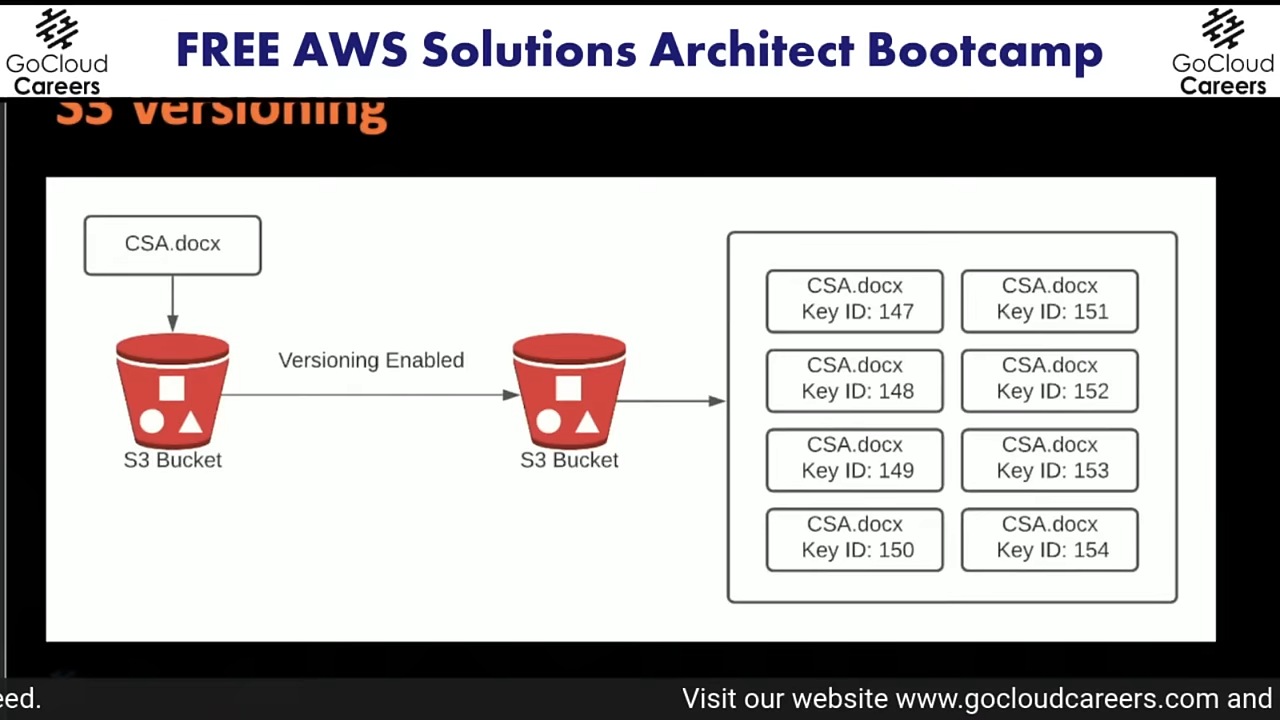 GoCloud
Careers
FREE AWS Solutions Architect Bootcamp
GoCloud
Careers
S3 Versioning
CSA.docx
Versioning Enabled
S3 Bucket
S3 Bucket
CSA.docx
Key ID: 147
CSA.docx
Key ID: 151
CSA.docx
Key ID: 148
CSA.docx
Key ID: 152
CSA.docx
Key ID: 149
CSA.docx
Key ID: 153
CSA.docx
Key ID: 150
CSA.docx
Key ID: 154
eed.
Visit our website www.gocloudcareers.com and